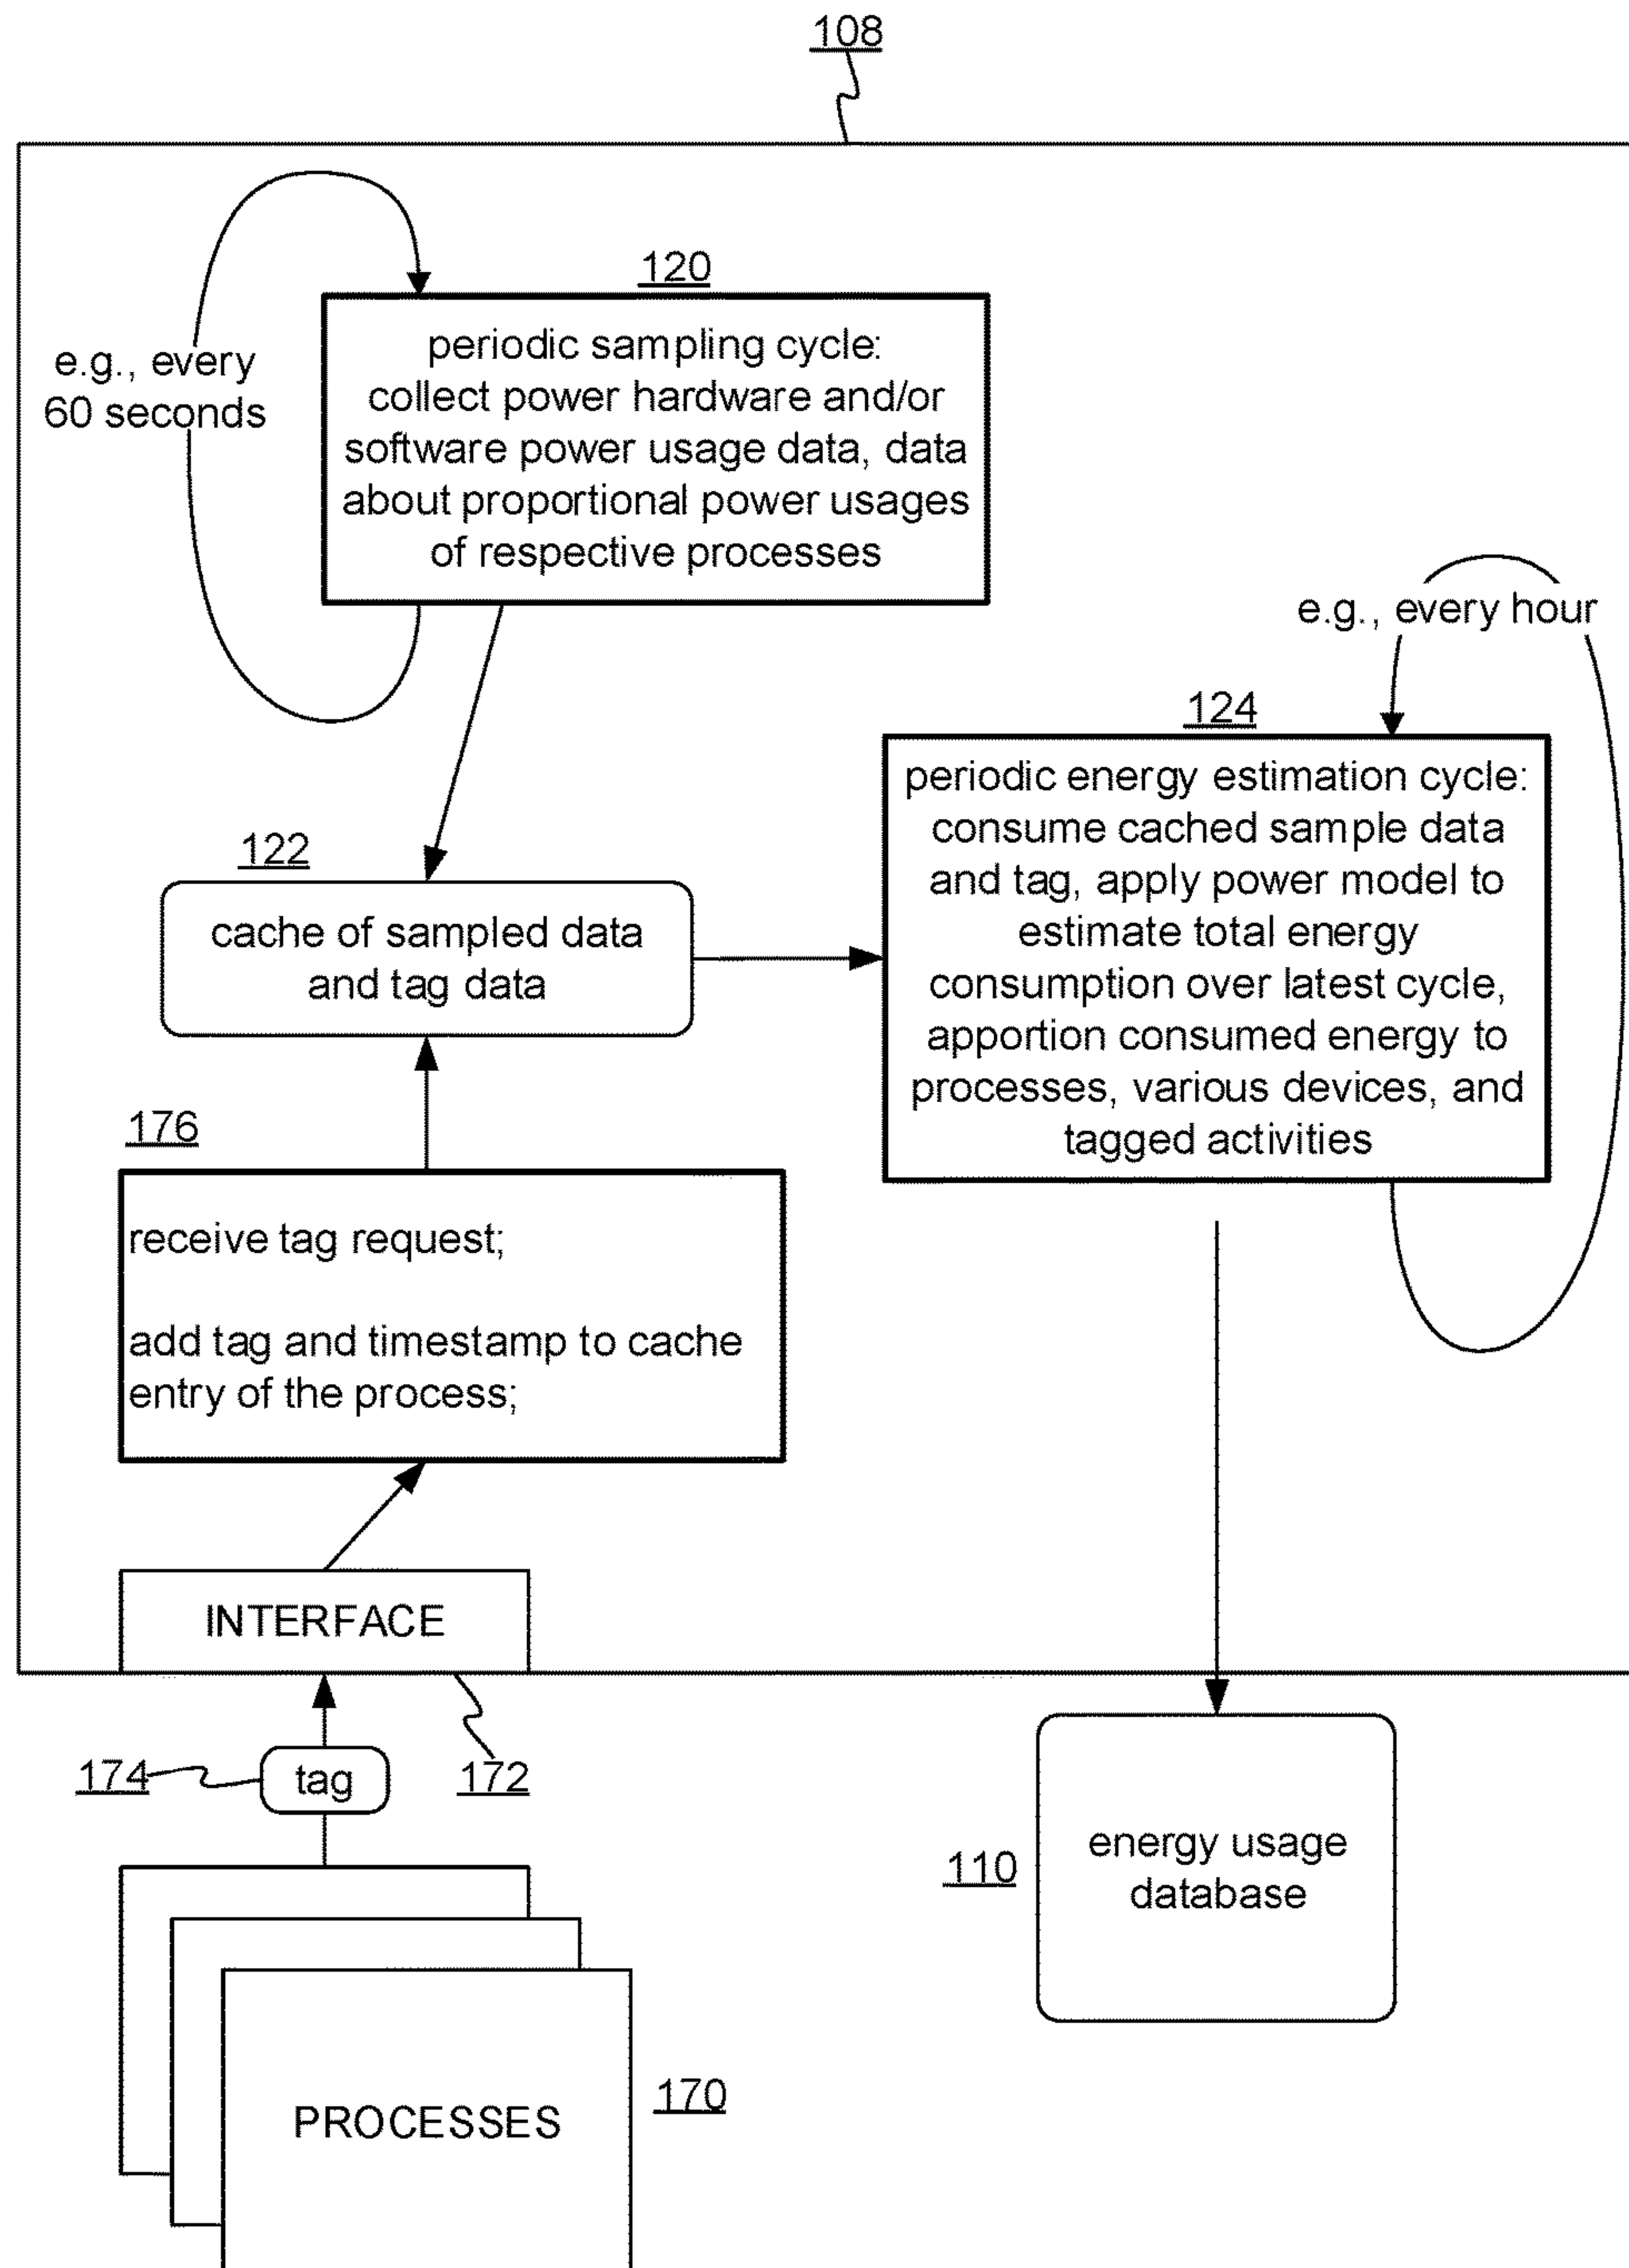 108
120
periodic sampling cycle:
collect power hardware and/or
software power usage data, data
about proportional power usages
of respective processes
e.g., every
60 seconds
e.g., every hour
124
periodic energy estimation cycle:
consume cached sample data
and tag, apply power model to
estimate total energy
consumption over latest cycle,
apportion consumed energy to
processes, various devices, and
tagged activities
122
cache of sampled data
and tag data
176
receive tag request;
add tag and timestamp to cache
entry of the process;
INTERFACE
174
tag
172
110
energy usage
database
170
PROCESSES